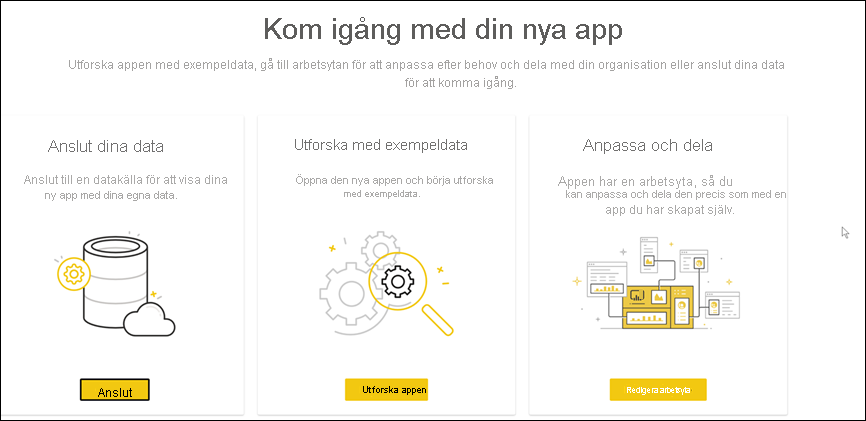 Kom igång med din nya app
Utforska appen med exempeldata, gå till arbetsytan för att anpassa efter behov och dela med din organisation eller anslut dina data
för att komma igång.
Anslut dina data
Anslut till en datakälla för att visa dina
ny app med dina egna data.
Anslut
Utforska med exempeldata
Öppna den nya appen och börja utforska
med exempeldata.
Utforska appen
Anpassa och dela
Appen har en arbetsyta, så du
kan anpassa och dela den precis som med en
app du har skapat själv.
Redigera arbetsyta